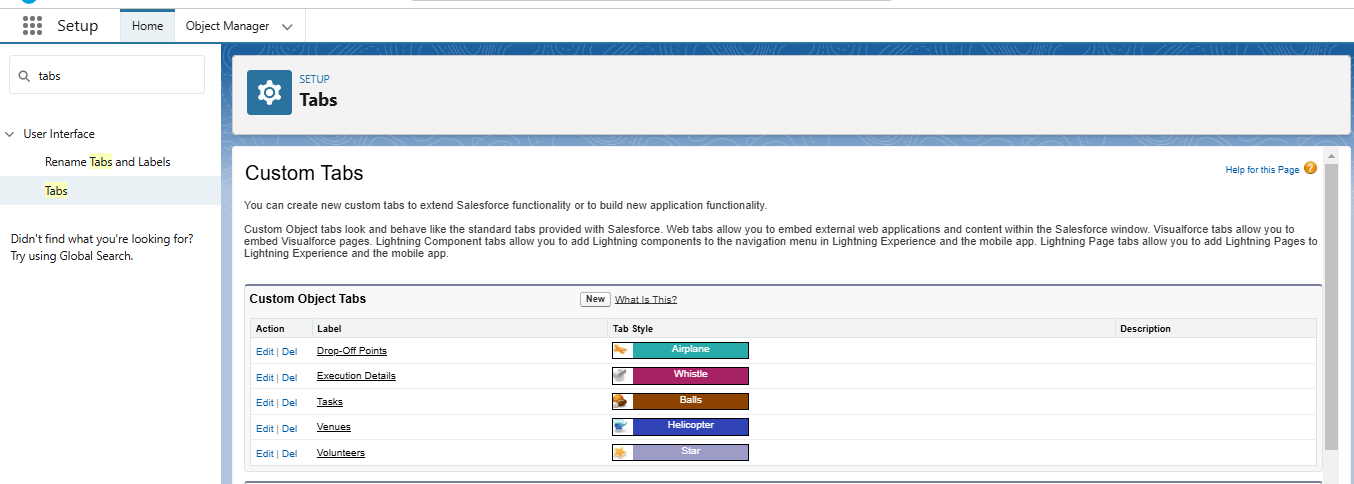 Setup
Home
Object Manager
tabs
User Interface
Rename Tabs and Labels
Tabs
Didn't find what you're looking for?
Try using Global Search.
SETUP
Tabs
Custom Tabs
Help for this Page
You can create new custom tabs to extend Salesforce functionality or to build new application functionality.
Custom Object tabs look and behave like the standard tabs provided with Salesforce. Web tabs allow you to embed external web applications and content within the Salesforce window. Visualforce tabs allow you to
embed Visualforce pages. Lightning Component tabs allow you to add Lightning components to the navigation menu in Lightning Experience and the mobile app. Lightning Page tabs allow you to add Lightning Pages to
Lightning Experience and the mobile app.
Custom Object Tabs New What Is This?
Action Label Tab Style Description
Edit | Del Drop-Off Points Airplane
Edit | Del Execution Details Whistle
Edit | Del Tasks Balls
Edit | Del Venues Helicopter
Edit | Del Volunteers Star